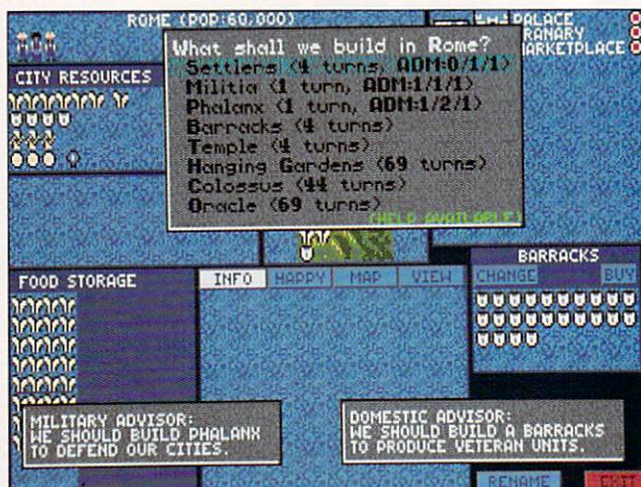 ROME (POP:60,000)
PALACE
GRANARY
MARKETPLACE
What shall we build in Rome?
Settlers (4 turns, ADM:0/1/1)
Militia (1 turn, ADM:1/1/1)
Phalanx (1 turn, ADM:1/2/1)
Barracks (4 turns)
Temple (4 turns)
Hanging Gardens (69 turns)
Colossus (44 turns)
Oracle (69 turns)
(HELP AVAILABLE)
CITY RESOURCES
FOOD STORAGE
INFO HAPPY MAP VIEW
BARRACKS
CHANGE BUY
MILITARY ADVISOR:
WE SHOULD BUILD PHALANX
TO DEFEND OUR CITIES.
DOMESTIC ADVISOR:
WE SHOULD BUILD A BARRACKS
TO PRODUCE VETERAN UNITS.
RENAME EXIT